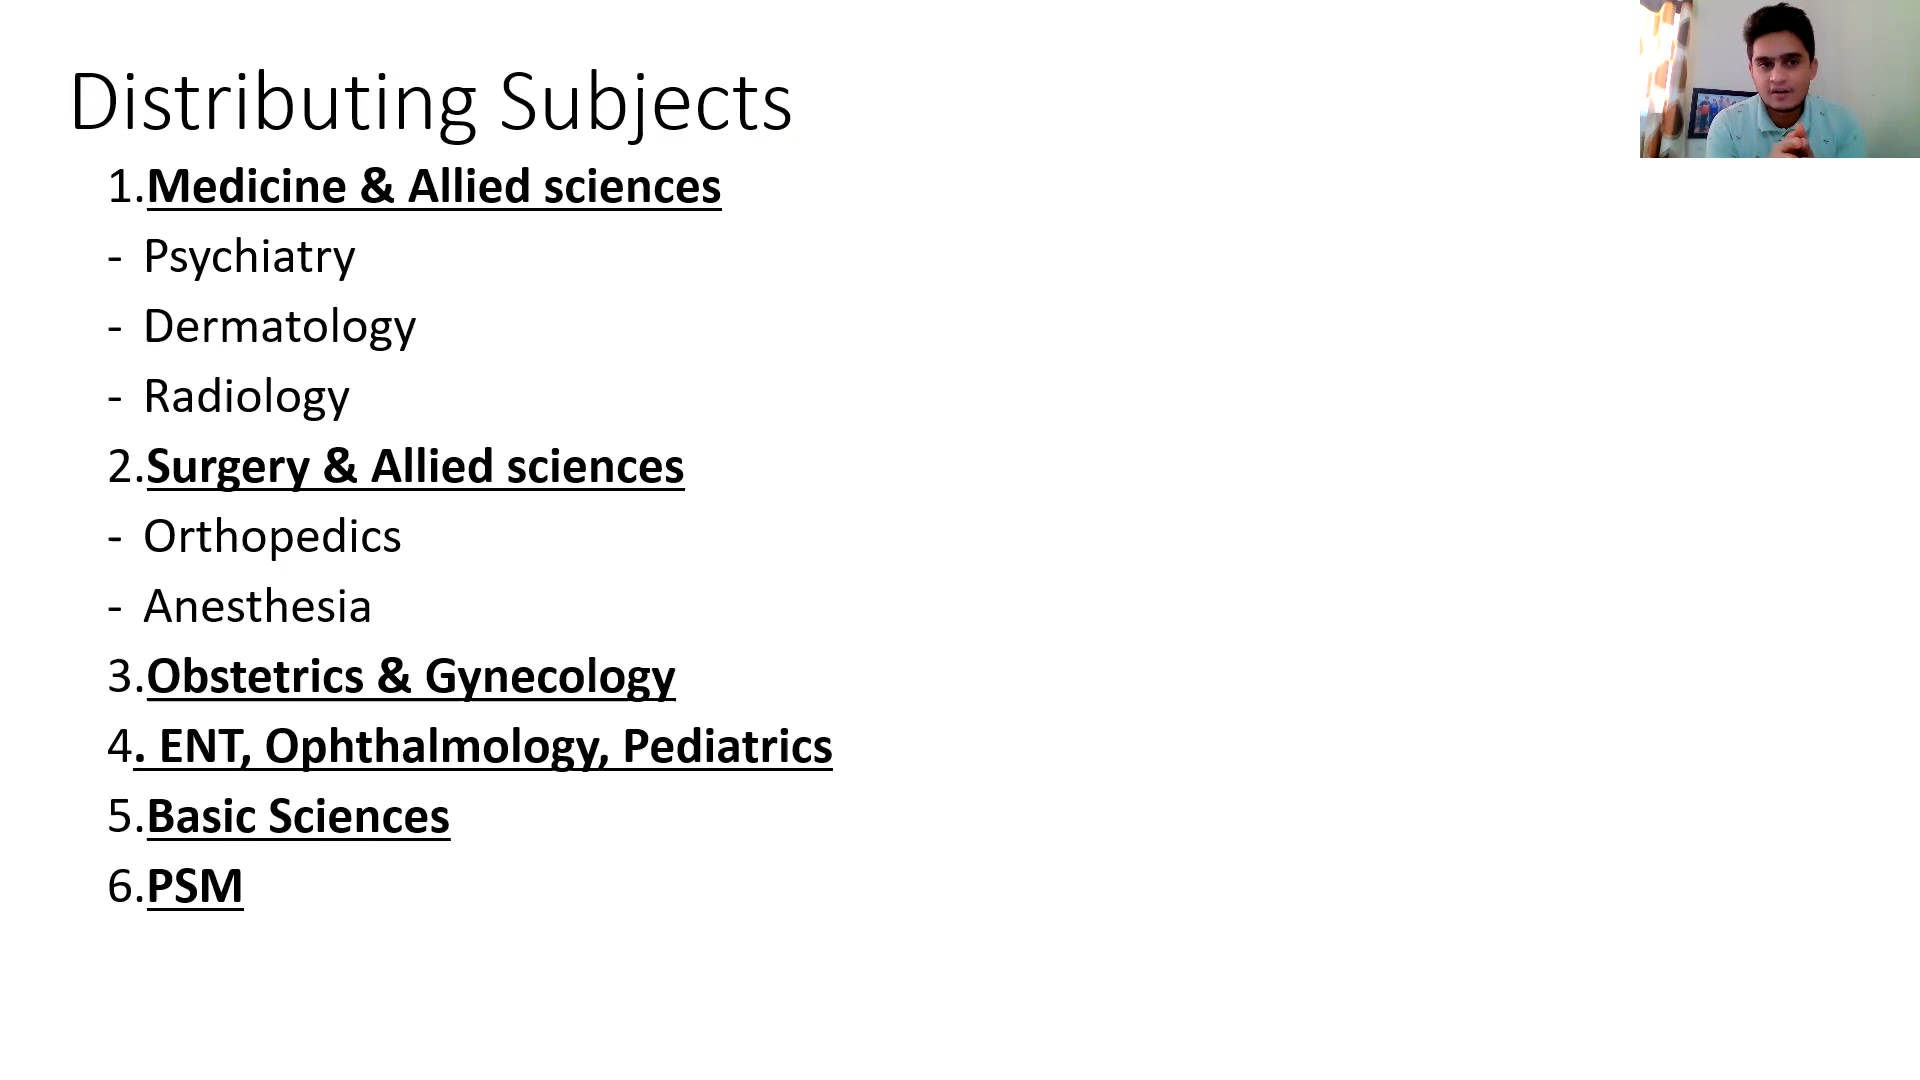 Distributing Subjects
1.Medicine & Allied sciences
- Psychiatry
- Dermatology
- Radiology
2.Surgery & Allied sciences
- Orthopedics
- Anesthesia
3.Obstetrics & Gynecology
4. ENT, Ophthalmology, Pediatrics
5.Basic Sciences
6.PSM